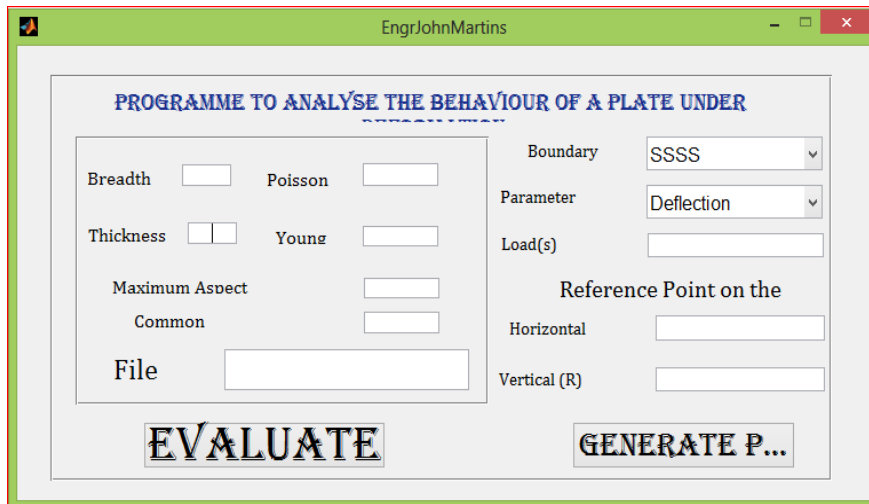 EngrJohnMartins
PROGRAMME TO ANALYSE THE BEHAVIOUR OF A PLATE UNDER
Breadth
Poisson
Thickness
Young
Maximum Aspect
Common
File
Boundary
SSSS
Parameter
Deflection
Load(s)
Reference Point on the
Horizontal
Vertical (R)
EVALUATE
GENERATE P...